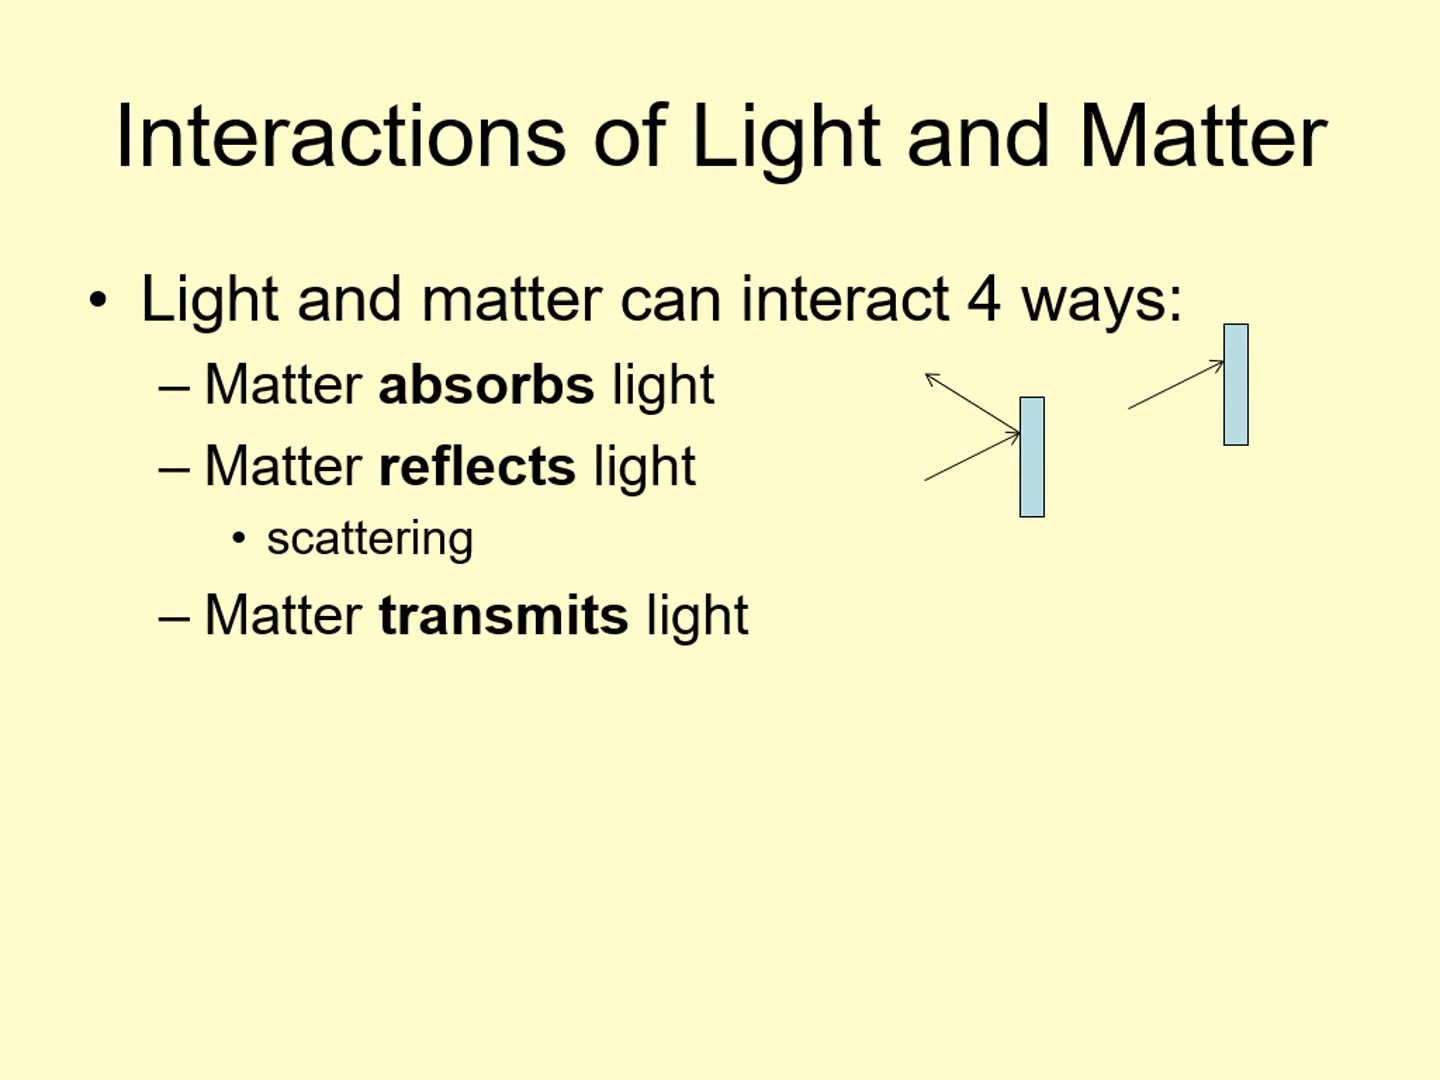 Interactions of Light and Matter
• Light and matter can interact 4 ways:
– Matter absorbs light
– Matter reflects light
• scattering
– Matter transmits light